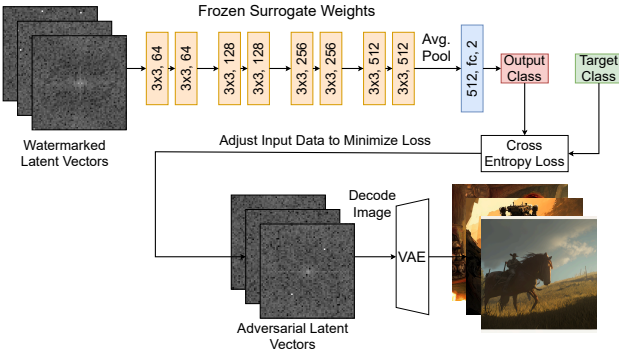 Frozen Surrogate Weights
3x3, 64
3x3, 64
3x3, 128
3x3, 128
3x3, 256
3x3, 256
3x3, 512
3x3, 512
Avg.
Pool
512, fc, 2
Output
Class
Target
Class
Watermarked
Latent Vectors
Adjust Input Data to Minimize Loss
Cross
Entropy Loss
Decode
Image
VAE
Adversarial Latent
Vectors